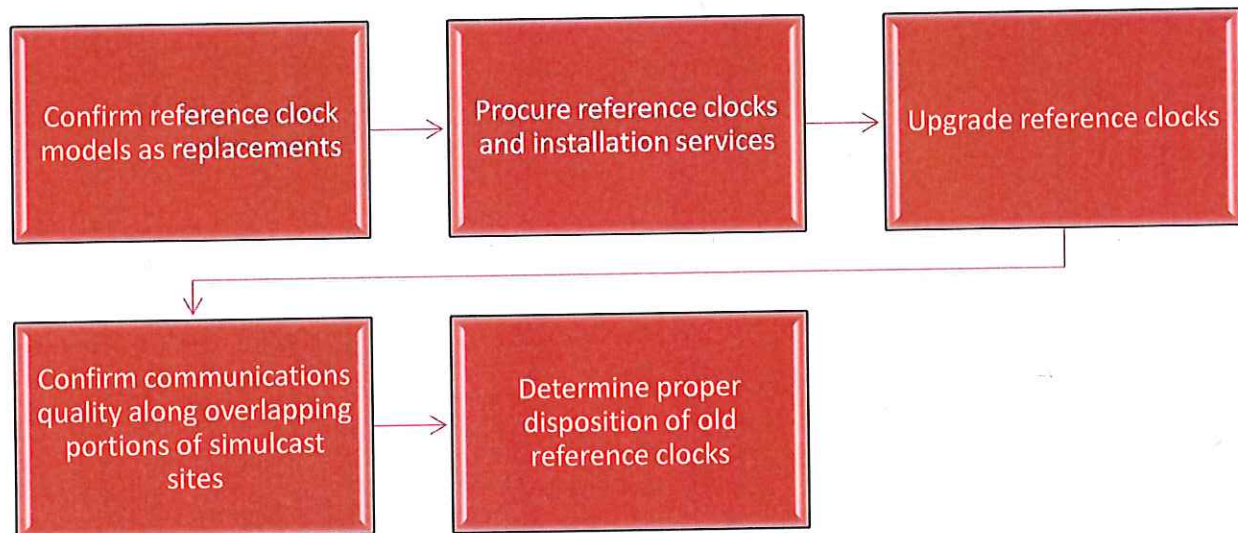 Confirm reference clock
models as replacements
Procure reference clocks
and installation services
Upgrade reference clocks
Confirm communications
quality along overlapping
portions of simulcast
sites
Determine proper
disposition of old
reference clocks